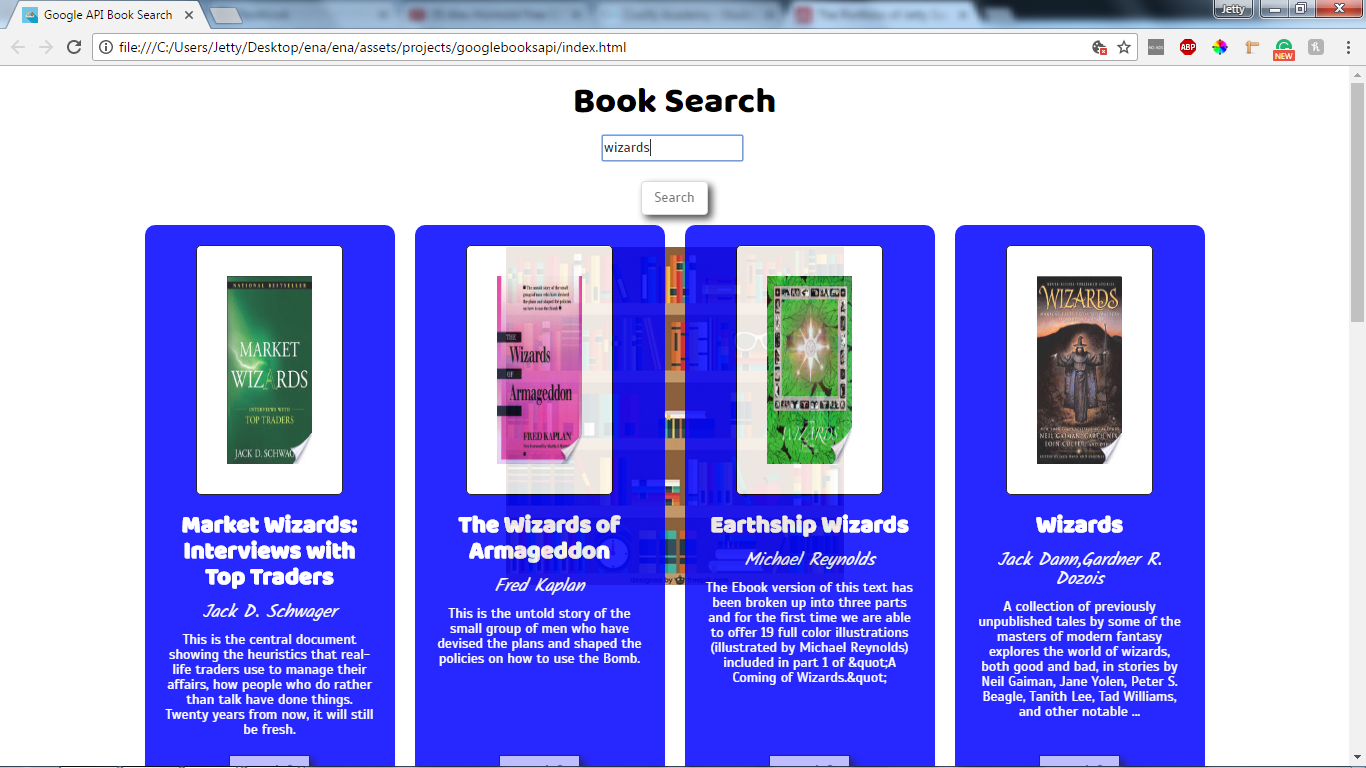 Google API Book Search
Jetty
file:///C:/Users/Jetty/Desktop/ena/ena/assets/projects/googlebooksapi/index.html
ABP
NEW
Book Search
wizards
Search
NATIONAL BESTSELLER
MARKET
WIZARDS
INTERVIEWS WITH
TOP TRADERS
JACK D. SCHWAG
Market Wizards:
Interviews with
Top Traders
Jack D. Schwager
This is the central document
showing the heuristics that real-
life traders use to manage their
affairs, how people who do rather
than talk have done things.
Twenty years from now, it will still
be fresh.
THE
Wizards
OF
Armageddon
FRED KAPLAN
The Wizards of
Armageddon
Fred Kaplan
This is the untold story of the
small group of men who have
devised the plans and shaped the
policies on how to use the Bomb.
WIZARDS
Earthship Wizards
Michael Reynolds
The Ebook version of this text has
been broken up into three parts
and for the first time we are able
to offer 19 full color illustrations
(illustrated by Michael Reynolds)
included in part 1 of &quot;A
Coming of Wizards.&quot;
WIZARDS
Wizards
Jack Dann,Gardner R.
Dozois
A collection of previously
unpublished tales by some of the
masters of modern fantasy
explores the world of wizards,
both good and bad, in stories by
Neil Gaiman, Jane Yolen, Peter S.
Beagle, Tanith Lee, Tad Williams,
and other notable ...
designed by